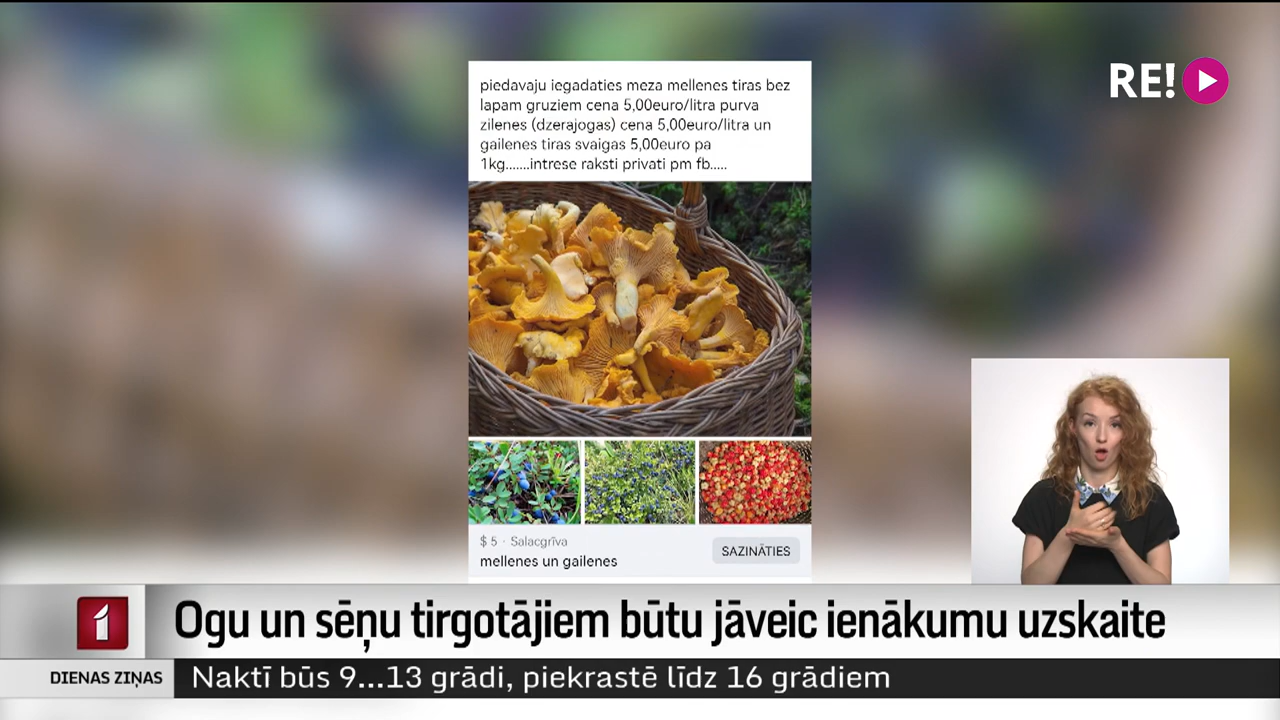 piedavaju iegadaties meza mellenes tiras bez
lapam gruziem cena 5,00euro/litra purva
zilenes (dzerajogas) cena 5,00euro/litra un
gailenes tiras svaigas 5,00euro pa
1kg.......intrese raksti privati pm fb.....
RE!
$ 5 · Salacgrīva
mellenes un gailenes
SAZINĀTIES
1
Ogu un sēņu tirgotājiem būtu jāveic ienākumu uzskaite
DIENAS ZIŅAS
Naktī būs 9...13 grādi, piekrastē līdz 16 grādiem